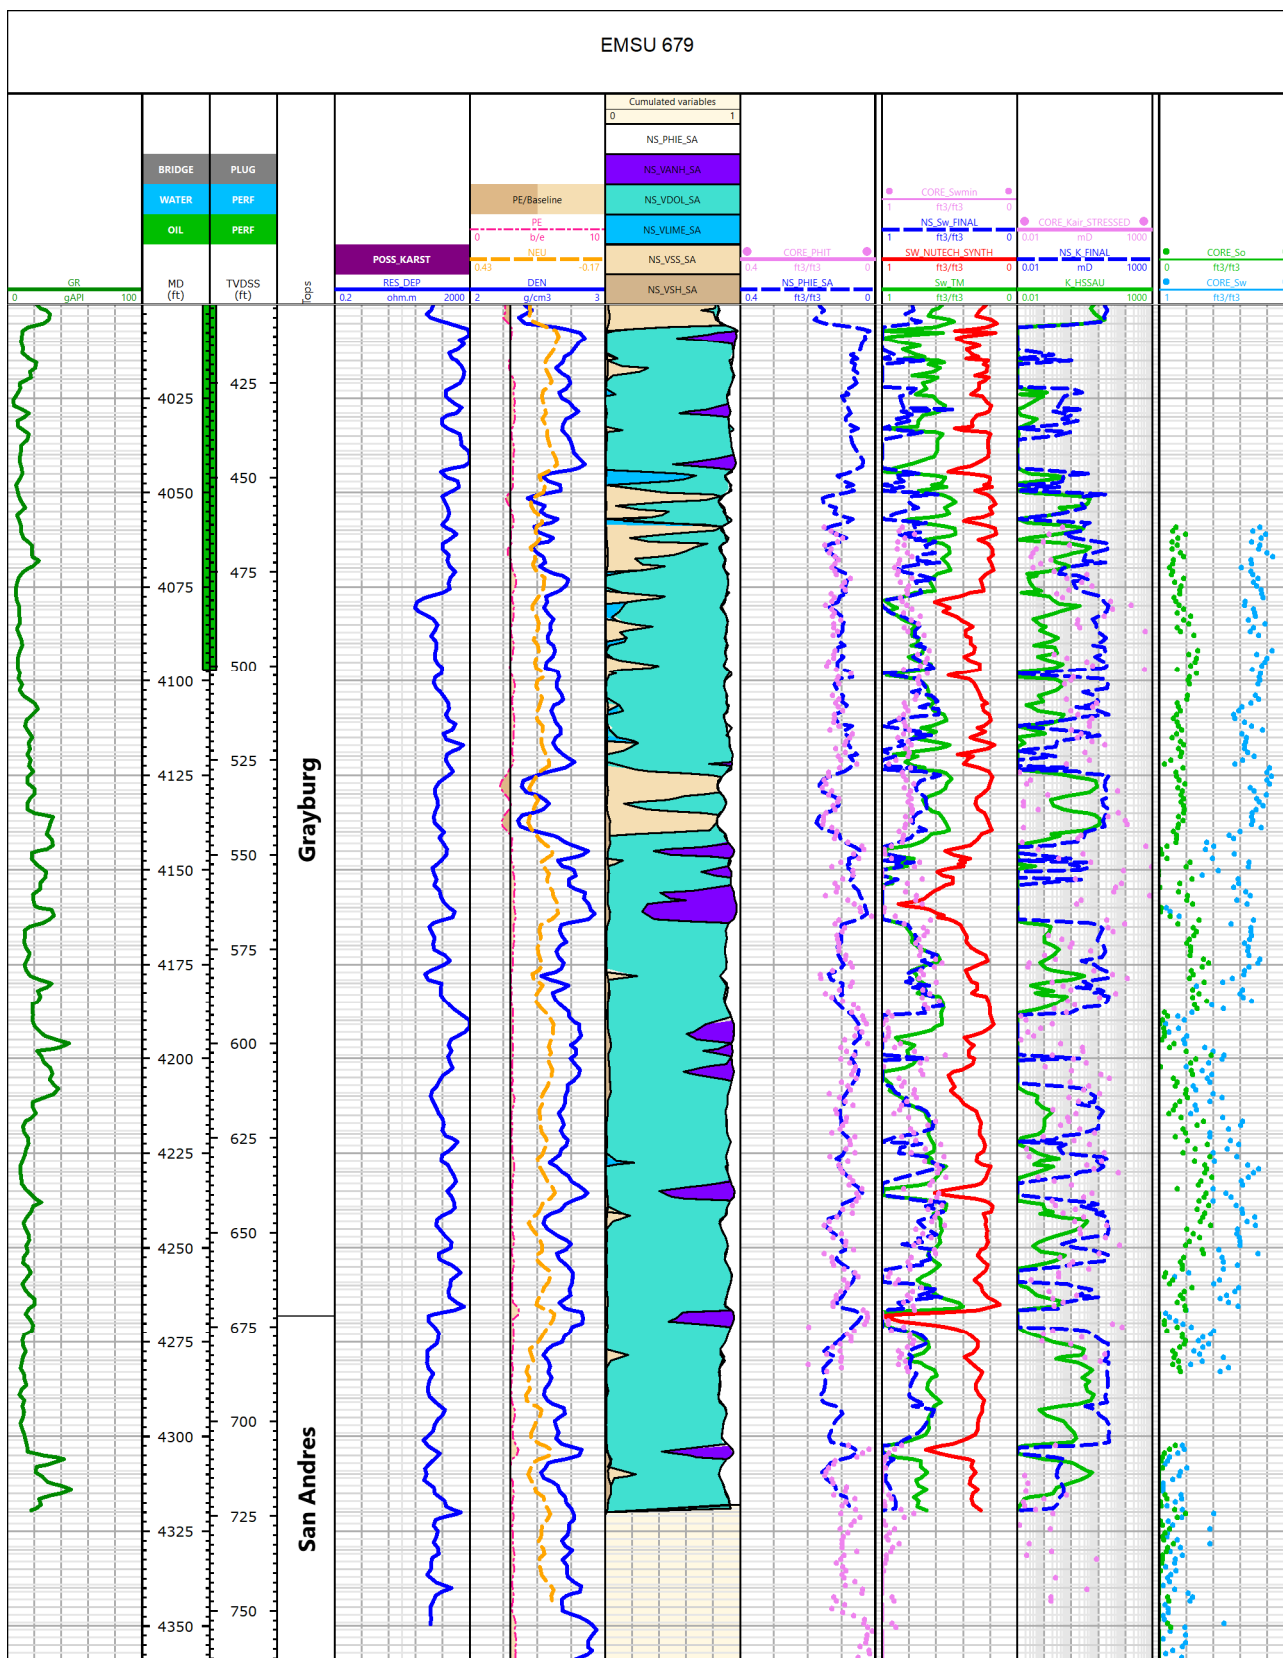 EMSU 679
Cumulated variables
0 1
NS_PHIE_SA
BRIDGE PLUG NS_VANH_SA
WATER PERF PE/Baseline NS_VDOL_SA CORE_Swmin
1 ft3/ft3 0
OIL PERF PE NS_VLIME_SA NS_Sw_FINAL CORE_Kair_STRESSED
0 b/e 10 1 ft3/ft3 0 0.01 mD 1000
POSS_KARST NEU NS_VSS_SA CORE_PHIT SW_NUTECH_SYNTH NS_K_FINAL CORE_So
0.43 -0.17 0.4 ft3/ft3 0 1 ft3/ft3 0 0.01 mD 1000 0 ft3/ft3
GR MD TVDSS Tops RES_DEP DEN NS_VSH_SA NS_PHIE_SA Sw_TM K_HSSAU CORE_Sw
0 gAPI 100 (ft) (ft) 0.2 ohm.m 2000 2 g/cm3 3 0.4 ft3/ft3 0 1 ft3/ft3 0 0.01 1000 1 ft3/ft3
425
4025
450
4050
475
4075
500
4100
525
4125
Grayburg
550
4150
575
4175
600
4200
625
4225
650
4250
675
4275
700
4300
San Andres
725
4325
750
4350